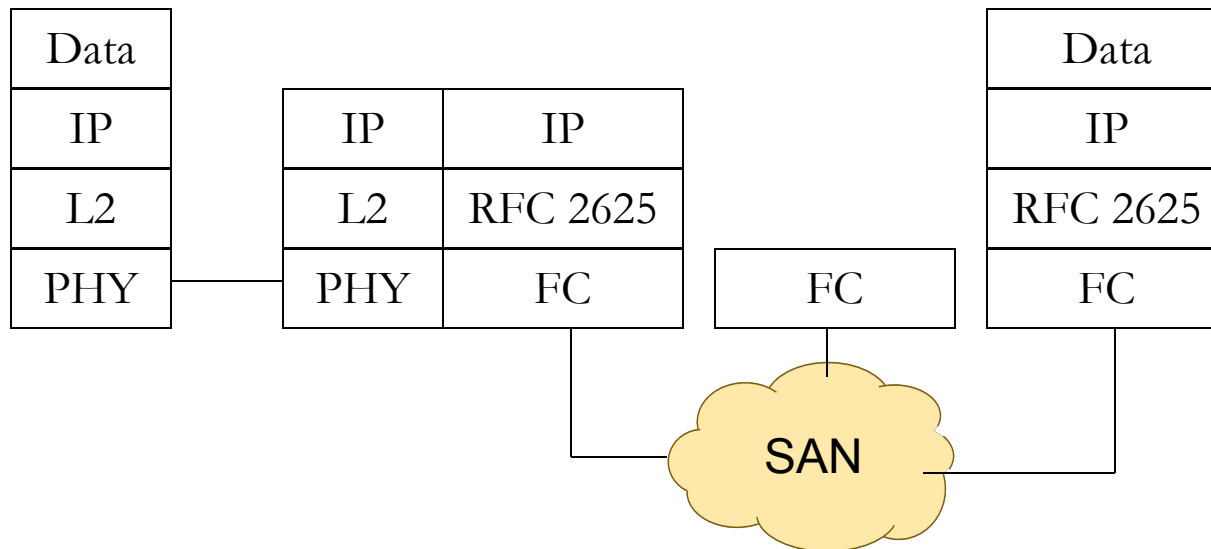 Data
IP
L2
PHY
IP IP
L2 RFC 2625
PHY FC
FC
Data
IP
RFC 2625
FC
SAN